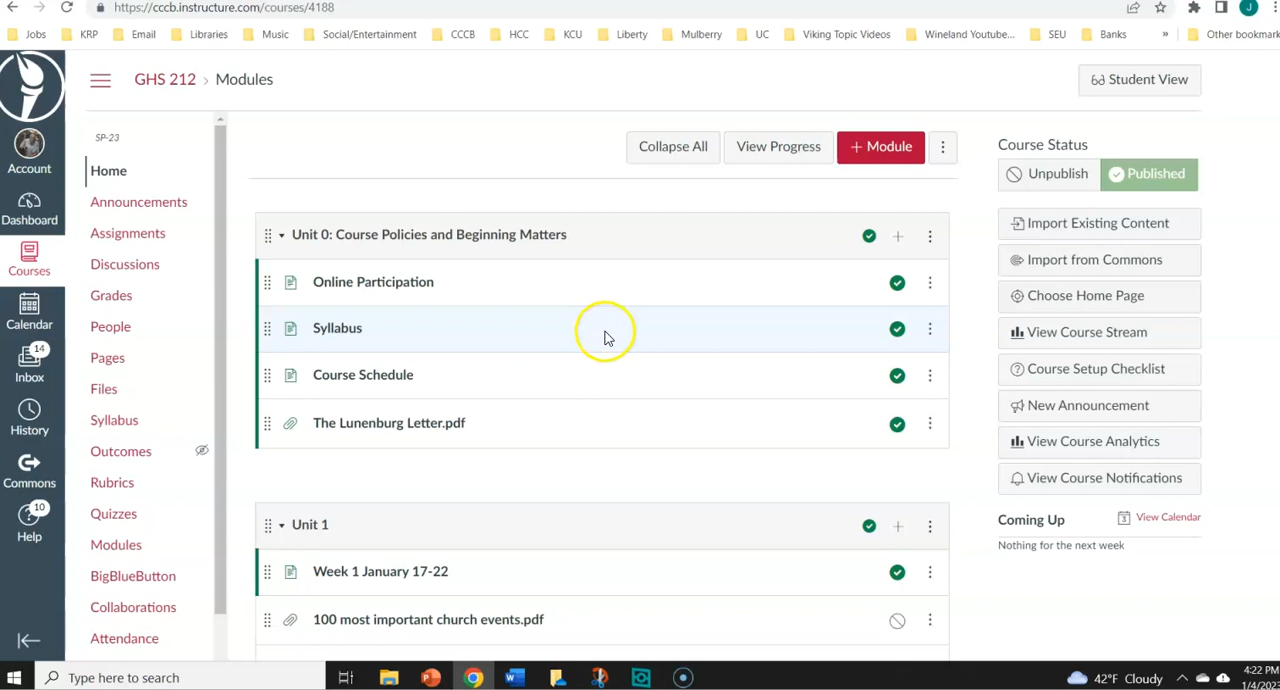 https://cccb.instructure.com/courses/4188
J
Jobs KRP Email Libraries Music Social/Entertainment CCCB HCC KCU Liberty Mulberry UC Viking Topic Videos Wineland Youtube... SEU Banks » Other bookmark
GHS 212 › Modules
Student View
SP-23
Account
Dashboard
Courses
Calendar
14
Inbox
History
Commons
10
Help
Home
Announcements
Assignments
Discussions
Grades
People
Pages
Files
Syllabus
Outcomes
Rubrics
Quizzes
Modules
BigBlueButton
Collaborations
Attendance
Collapse All View Progress + Module
Unit 0: Course Policies and Beginning Matters
Online Participation
Syllabus
Course Schedule
The Lunenburg Letter.pdf
Unit 1
Week 1 January 17-22
100 most important church events.pdf
Course Status
Unpublish Published
Import Existing Content
Import from Commons
Choose Home Page
View Course Stream
Course Setup Checklist
New Announcement
View Course Analytics
View Course Notifications
Coming Up 3 View Calendar
Nothing for the next week
Type here to search
42°F Cloudy
4:22 PM